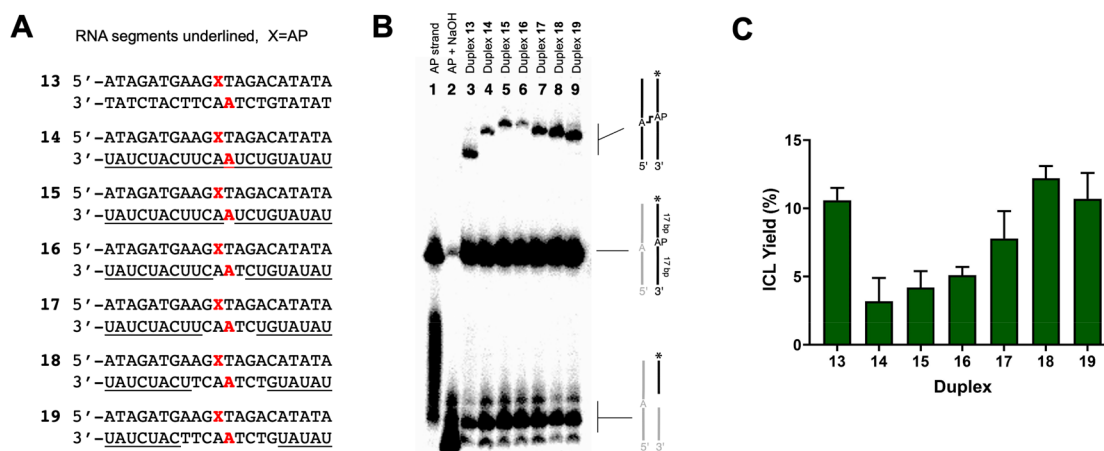 A
RNA segments underlined, X=AP
13 5′-ATAGATGAAGXTAGACATATA
3′-TATCTACTTCAATCTGTATAT
14 5′-ATAGATGAAGXTAGACATATA
3′-UAUCUACUUCAAUCUGUAUAU
15 5′-ATAGATGAAGXTAGACATATA
3′-UAUCUACUUCAAUCUGUAUAU
16 5′-ATAGATGAAGXTAGACATATA
3′-UAUCUACUUCAATCUGUAUAU
17 5′-ATAGATGAAGXTAGACATATA
3′-UAUCUACUUCAATCUGUAUAU
18 5′-ATAGATGAAGXTAGACATATA
3′-UAUCUACUTCAATCTGUAUAU
19 5′-ATAGATGAAGXTAGACATATA
3′-UAUCUACTTCAATCTGUAUAU
B
AP strand
AP + NaOH
Duplex 13
Duplex 14
Duplex 15
Duplex 16
Duplex 17
Duplex 18
Duplex 19
1 2 3 4 5 6 7 8 9
*
A AP
5' 3'
*
17 bp
AP
A
17 bp
5' 3'
*
A
5' 3'
C
ICL Yield (%)
15
10
5
0
13 14 15 16 17 18 19
Duplex